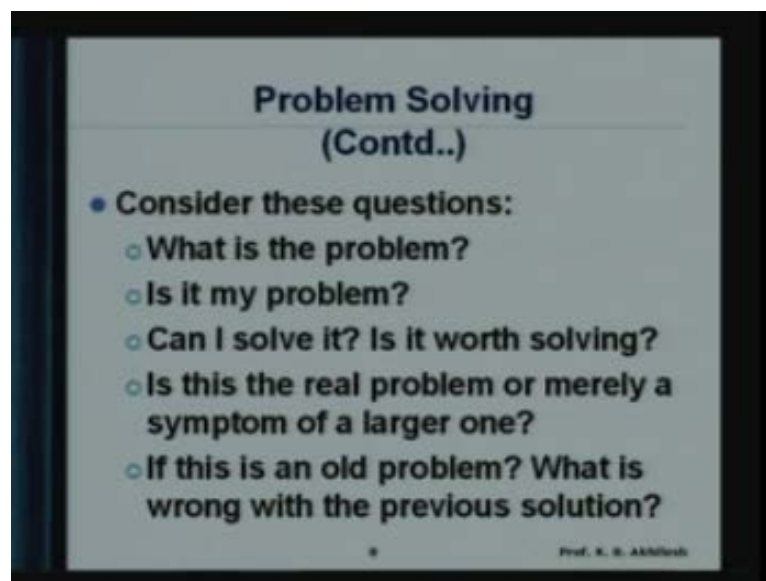 Problem Solving
(Contd..)
Consider these questions:
What is the problem?
Is it my problem?
Can I solve it? Is it worth solving?
Is this the real problem or merely a
symptom of a larger one?
If this is an old problem? What is
wrong with the previous solution?
Prof. K. B. Akhilesh